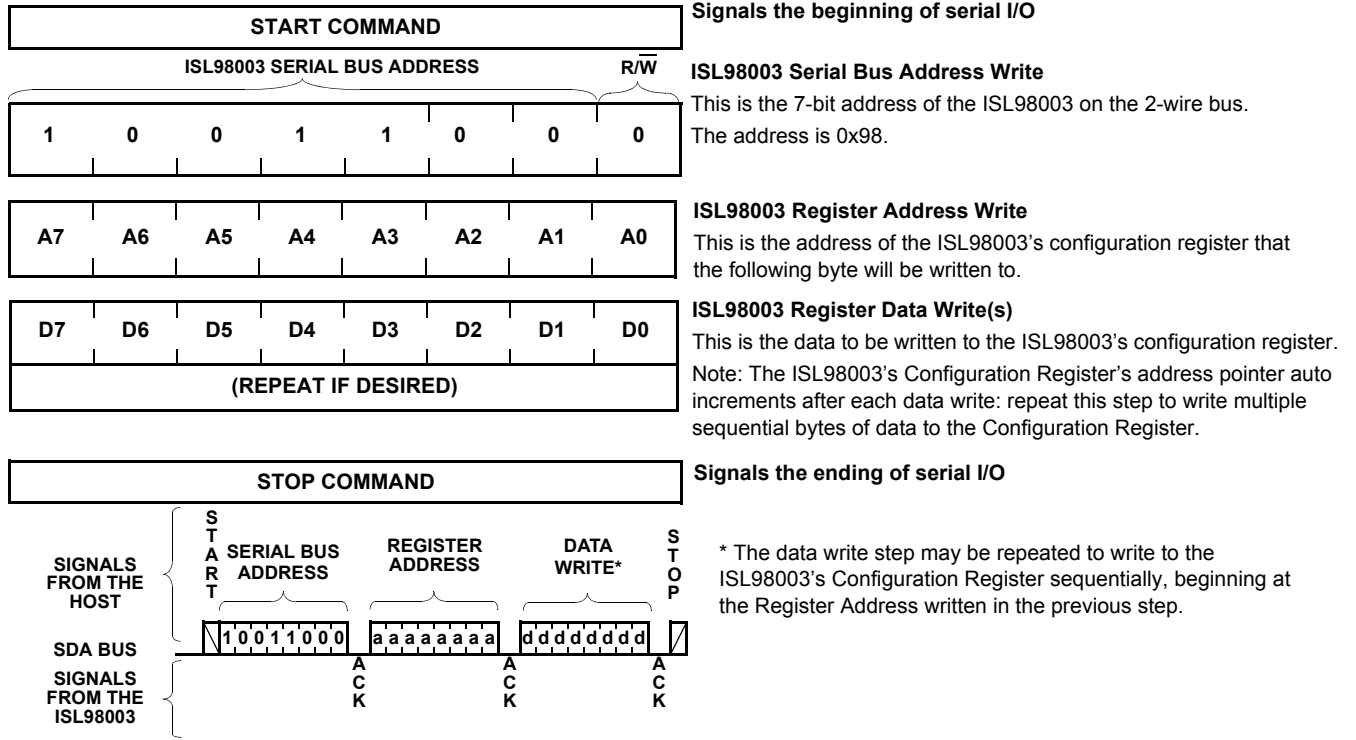 START COMMAND
Signals the beginning of serial I/O
ISL98003 SERIAL BUS ADDRESS R/W
ISL98003 Serial Bus Address Write
This is the 7-bit address of the ISL98003 on the 2-wire bus.
1 0 0 1 1 0 0 0
The address is 0x98.
ISL98003 Register Address Write
A7 A6 A5 A4 A3 A2 A1 A0
This is the address of the ISL98003's configuration register that
the following byte will be written to.
ISL98003 Register Data Write(s)
D7 D6 D5 D4 D3 D2 D1 D0
This is the data to be written to the ISL98003's configuration register.
(REPEAT IF DESIRED)
Note: The ISL98003's Configuration Register's address pointer auto
increments after each data write: repeat this step to write multiple
sequential bytes of data to the Configuration Register.
STOP COMMAND
Signals the ending of serial I/O
SIGNALS
FROM THE
HOST
START
SERIAL BUS
ADDRESS
REGISTER
ADDRESS
DATA
WRITE*
STOP
* The data write step may be repeated to write to the
ISL98003's Configuration Register sequentially, beginning at
the Register Address written in the previous step.
SDA BUS
1 0 0 1 1 0 0 0 a a a a a a a a d d d d d d d d
SIGNALS
FROM THE
ISL98003
ACK
ACK
ACK